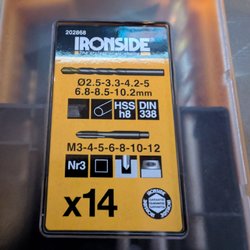 202868
IRONSIDE
Ø2.5-3.3-4.2-5
6.8-8.5-10.2mm
HSS DIN
h8 338
M3-4-5-6-8-10-12
Nr3
x14
IRONSIDE